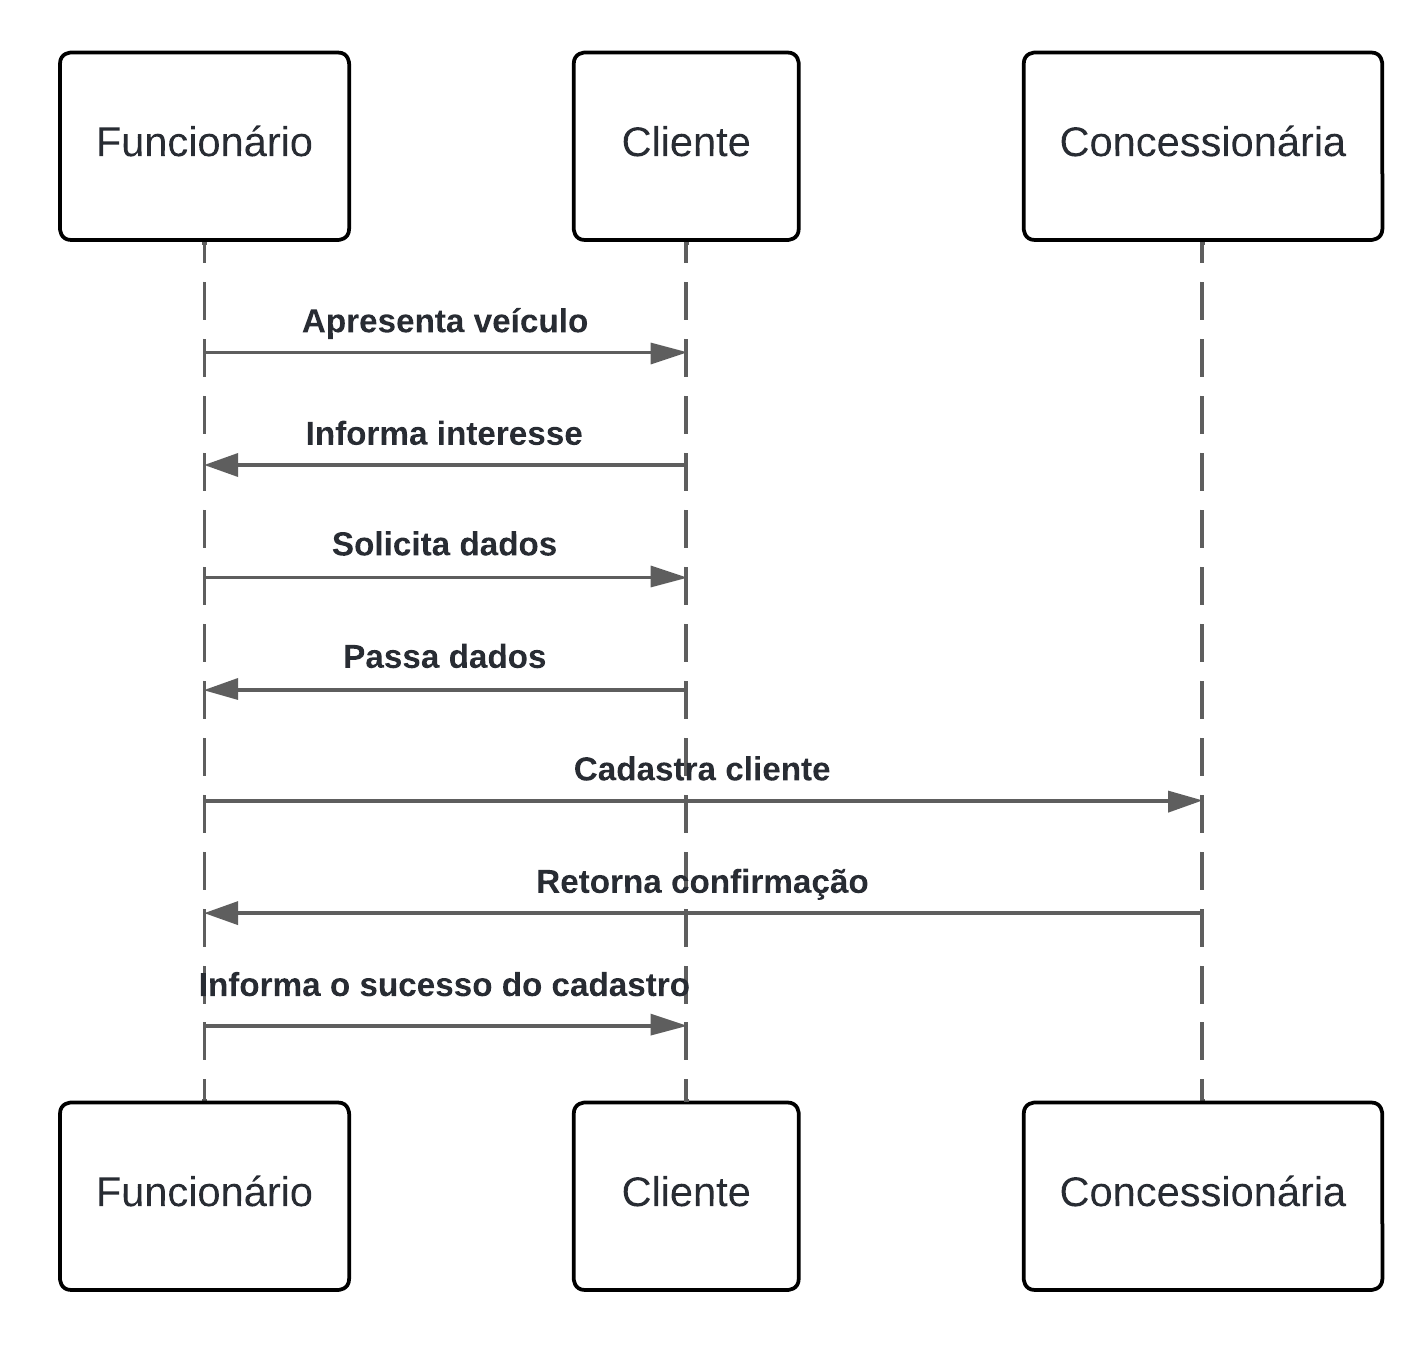 Funcionário
Cliente
Concessionária
Apresenta veículo
Informa interesse
Solicita dados
Passa dados
Cadastra cliente
Retorna confirmação
Informa o sucesso do cadastro
Funcionário
Cliente
Concessionária